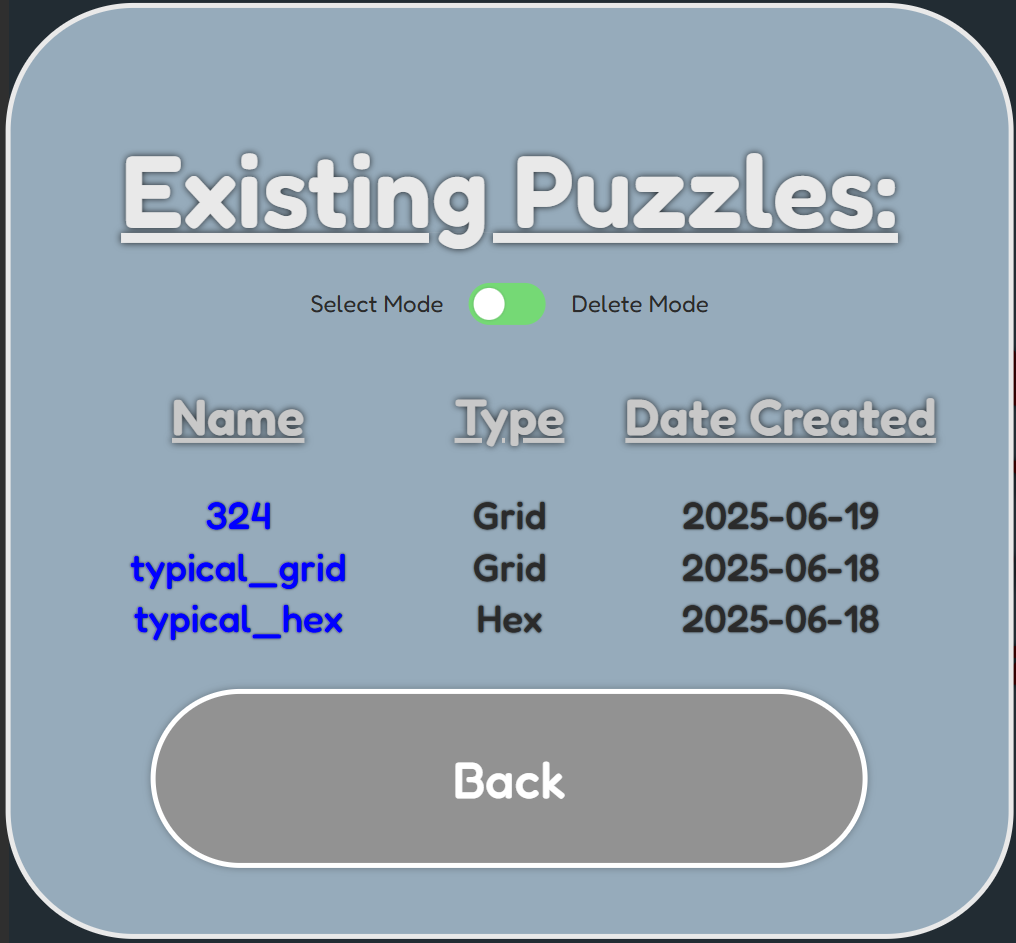 Existing Puzzles:
Select Mode Delete Mode
Name Type Date Created
324 Grid 2025-06-19
typical_grid Grid 2025-06-18
typical_hex Hex 2025-06-18
Back